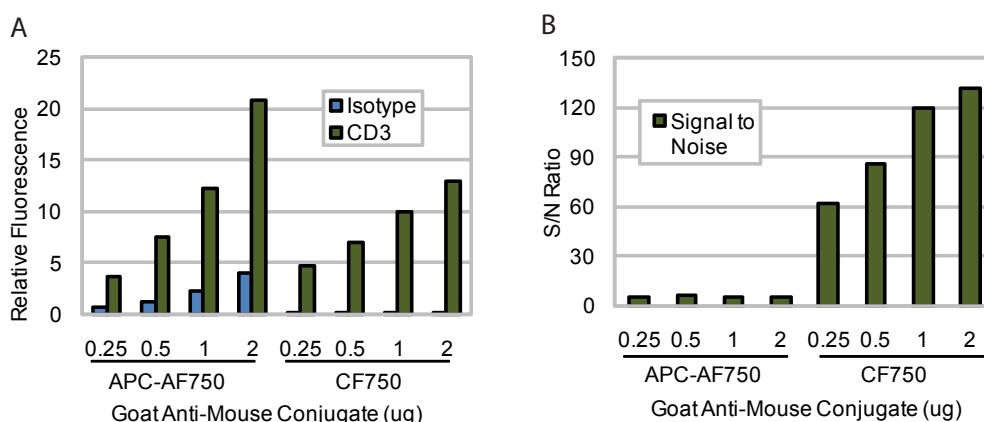 A
25
20
15
10
5
0
Relative Fluorescence
Isotype
CD3
0.25 0.5 1 2 0.25 0.5 1 2
APC-AF750 CF750
Goat Anti-Mouse Conjugate (ug)
B
150
120
90
60
30
0
S/N Ratio
Signal to
Noise
0.25 0.5 1 2 0.25 0.5 1 2
APC-AF750 CF750
Goat Anti-Mouse Conjugate (ug)